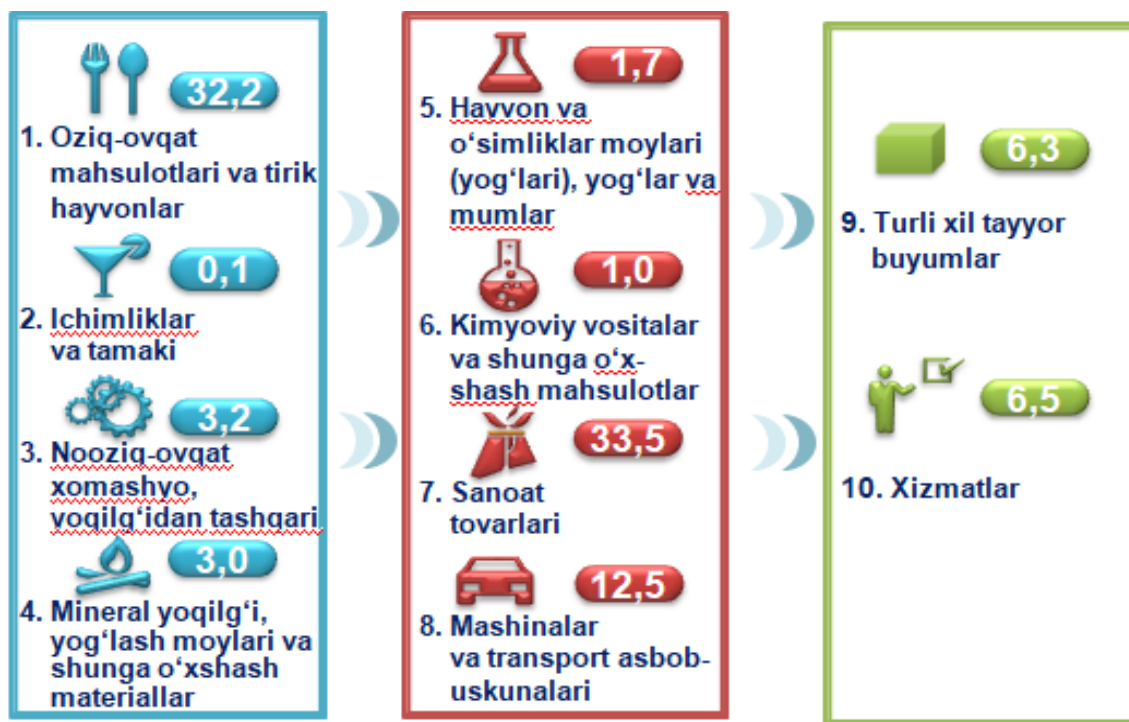 32,2
1. Oziq-ovqat
mahsulotlari va tirik
hayvonlar
0,1
2. Ichimliklar
va tamaki
3,2
3. Nooziq-ovqat
xomashyo,
yoqilg‘idan tashqari
3,0
4. Mineral yoqilg‘i,
yog‘lash moylari va
shunga o‘xshash
materiallar
1,7
5. Hayvon va
o‘simliklar moylari
(yog‘lari), yog‘lar va
mumlar
1,0
6. Kimyoviy vositalar
va shunga o‘x-
shash mahsulotlar
33,5
7. Sanoat
tovarlari
12,5
8. Mashinalar
va transport asbob-
uskunalari
6,3
9. Turli xil tayyor
buyumlar
6,5
10. Xizmatlar